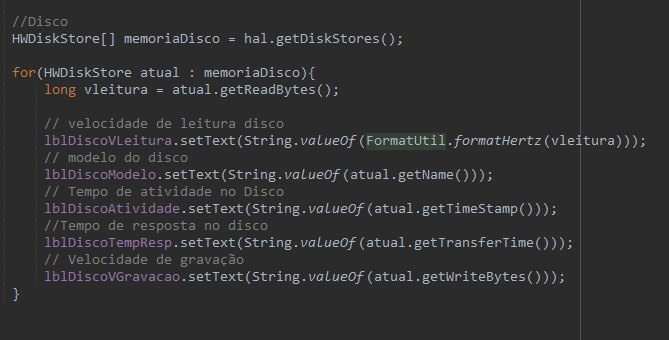 //Disco
HWDiskStore[] memoriaDisco = hal.getDiskStores();
for(HWDiskStore atual : memoriaDisco){
long vleitura = atual.getReadBytes();
// velocidade de leitura disco
lblDiscoVLeitura.setText(String.valueOf(FormatUtil.formatHertz(vleitura)));
// modelo do disco
lblDiscoModelo.setText(String.valueOf(atual.getName()));
// Tempo de atividade no Disco
lblDiscoAtividade.setText(String.valueOf(atual.getTimeStamp()));
//Tempo de resposta no disco
lblDiscoTempResp.setText(String.valueOf(atual.getTransferTime()));
// Velocidade de gravação
lblDiscoVGravacao.setText(String.valueOf(atual.getWriteBytes()));
}